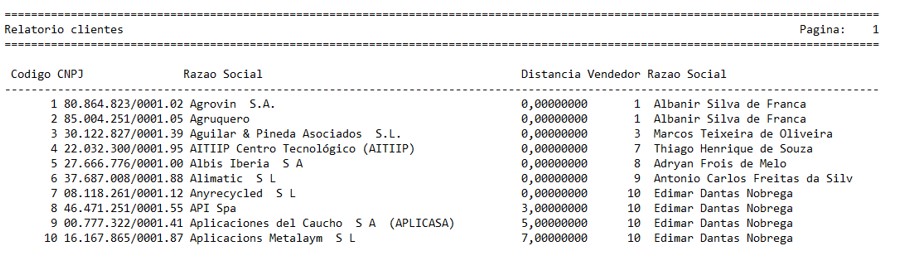 ====================================================================================================================================
Relatorio clientes                                                                                                      Pagina:    1
====================================================================================================================================
Codigo CNPJ               Razao Social                                       Distancia Vendedor Razao Social
------------------------------------------------------------------------------------------------------------------------------------
1 80.864.823/0001.02 Agrovin  S.A.                                     0,00000000       1  Albanir Silva de Franca
2 85.004.251/0001.05 Agruquero                                         0,00000000       1  Albanir Silva de Franca
3 30.122.827/0001.39 Aguilar & Pineda Asociados  S.L.                  0,00000000       3  Marcos Teixeira de Oliveira
4 22.032.300/0001.95 AITIIP Centro Tecnológico (AITIIP)                0,00000000       7  Thiago Henrique de Souza
5 27.666.776/0001.00 Albis Iberia  S A                                 0,00000000       8  Adryan Frois de Melo
6 37.687.008/0001.88 Alimatic  S L                                     0,00000000       9  Antonio Carlos Freitas da Silv
7 08.118.261/0001.12 Anyrecycled  S L                                  0,00000000      10  Edimar Dantas Nobrega
8 46.471.251/0001.55 API Spa                                           3,00000000      10  Edimar Dantas Nobrega
9 00.777.322/0001.41 Aplicaciones del Caucho  S A  (APLICASA)          5,00000000      10  Edimar Dantas Nobrega
10 16.167.865/0001.87 Aplicacions Metalaym  S L                         7,00000000      10  Edimar Dantas Nobrega